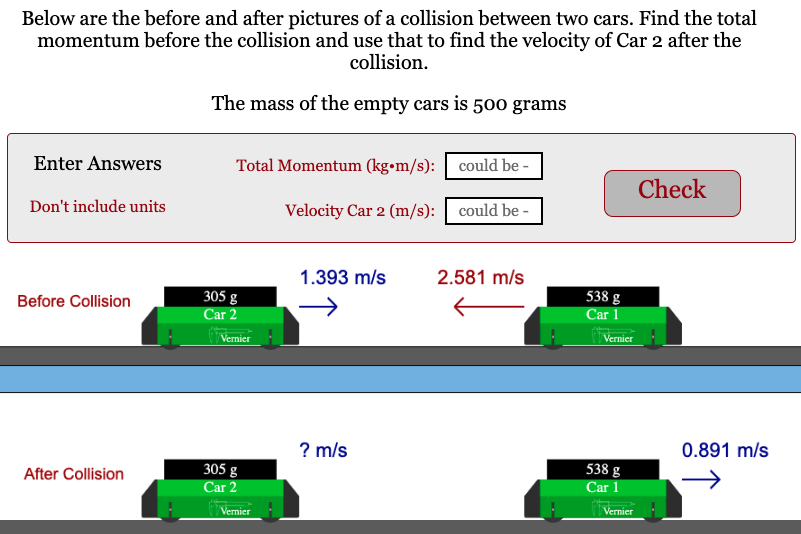 Below are the before and after pictures of a collision between two cars. Find the total
momentum before the collision and use that to find the velocity of Car 2 after the
collision.
The mass of the empty cars is 500 grams
Enter Answers
Total Momentum (kg•m/s):
could be -
Check
Don't include units
Velocity Car 2 (m/s):
could be -
1.393 m/s
2.581 m/s
Before Collision
305 g
Car 2
Vernier
538 g
Car 1
Vernier
? m/s
0.891 m/s
After Collision
305 g
Car 2
Vernier
538 g
Car 1
Vernier